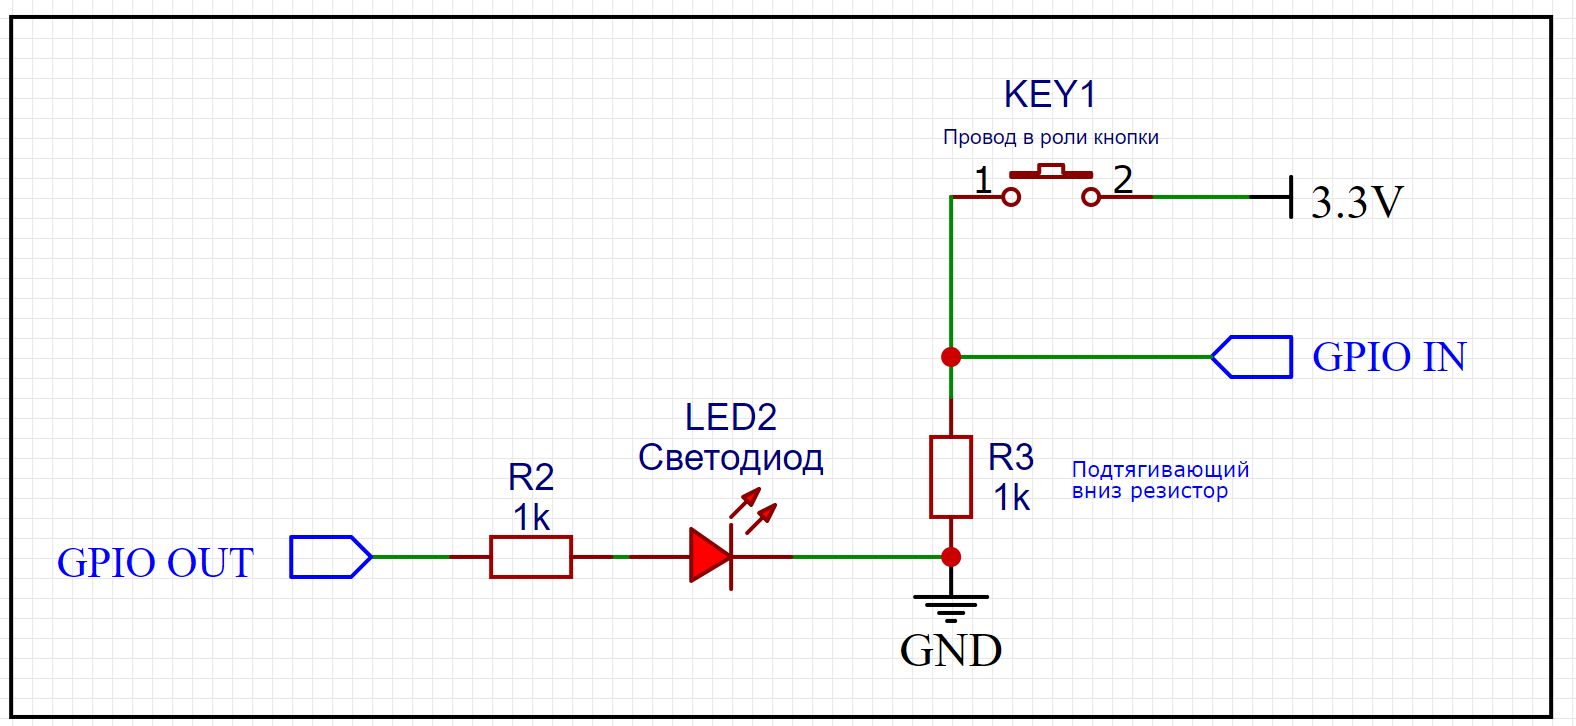 KEY1
Провод в роли кнопки
1
2
3.3V
GPIO IN
LED2
Светодиод
R2
1k
R3
1k
Подтягивающий
вниз резистор
GPIO OUT
GND